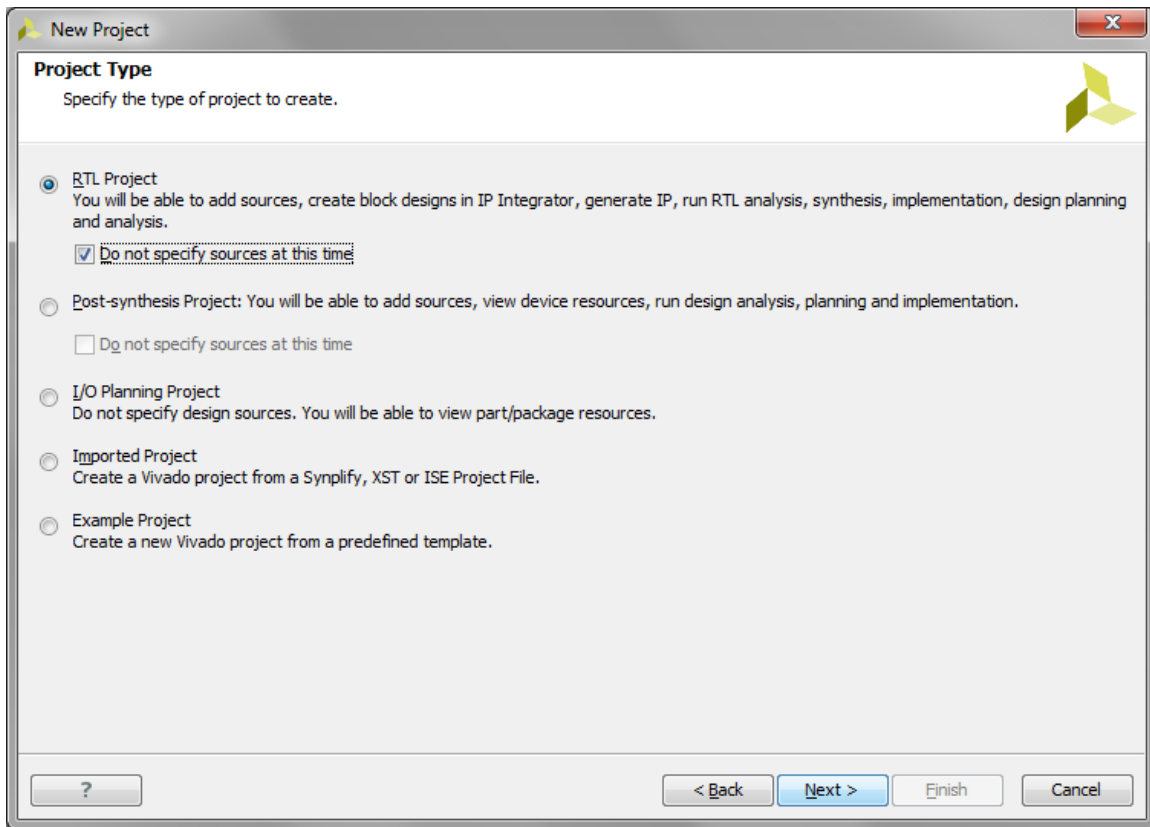 New Project
Project Type
Specify the type of project to create.
RTL Project
You will be able to add sources, create block designs in IP Integrator, generate IP, run RTL analysis, synthesis, implementation, design planning
and analysis.
Do not specify sources at this time
Post-synthesis Project: You will be able to add sources, view device resources, run design analysis, planning and implementation.
Do not specify sources at this time
I/O Planning Project
Do not specify design sources. You will be able to view part/package resources.
Imported Project
Create a Vivado project from a Synplify, XST or ISE Project File.
Example Project
Create a new Vivado project from a predefined template.
? < Back Next > Finish Cancel